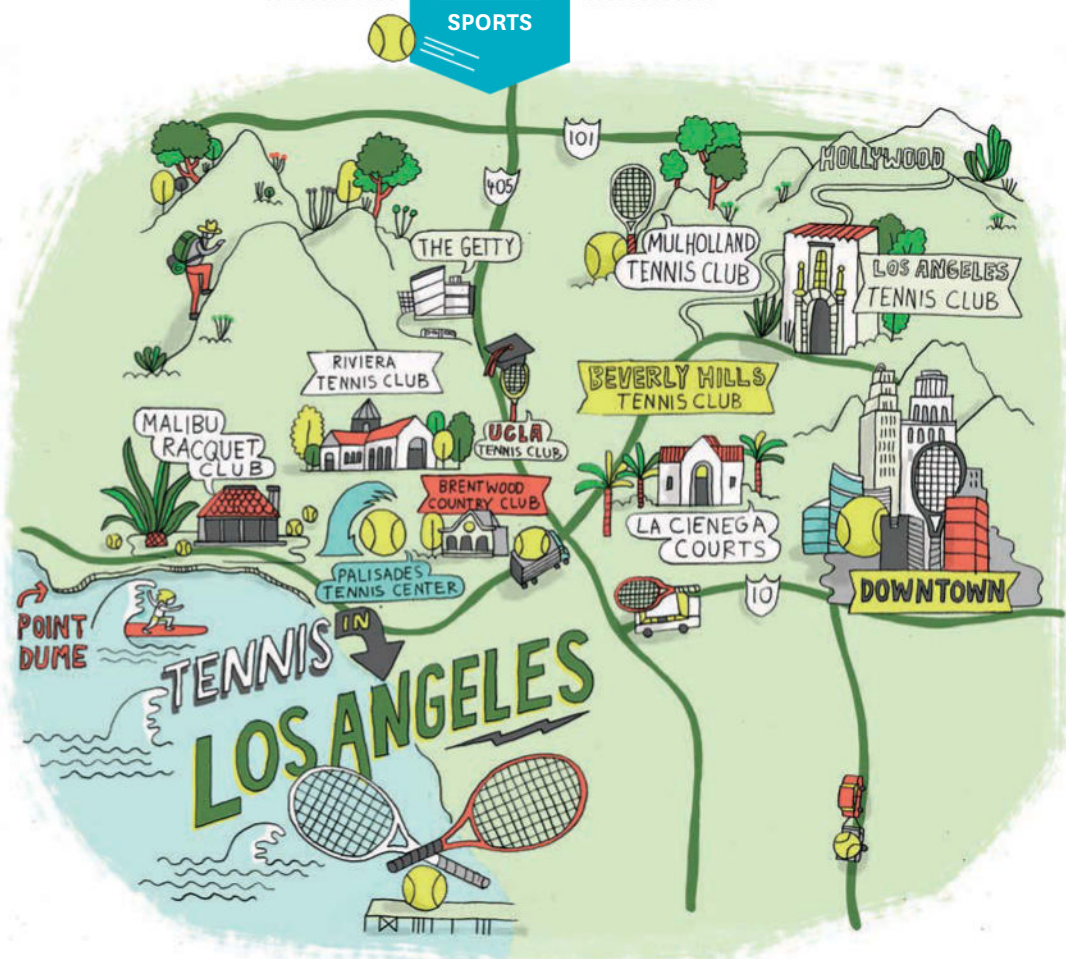 SPORTS
101
HOLLYWOOD
405
THE GETTY
MULHOLLAND
TENNIS CLUB
LOS ANGELES
TENNIS CLUB
RIVIERA
TENNIS CLUB
BEVERLY HILLS
TENNIS CLUB
MALIBU
RACQUET
CLUB
UCLA
TENNIS CLUB
BRENTWOOD
COUNTRY CLUB
LA CIENEGA
COURTS
PALISADES
TENNIS CENTER
10
DOWNTOWN
POINT
DUME
TENNIS IN
LOS ANGELES